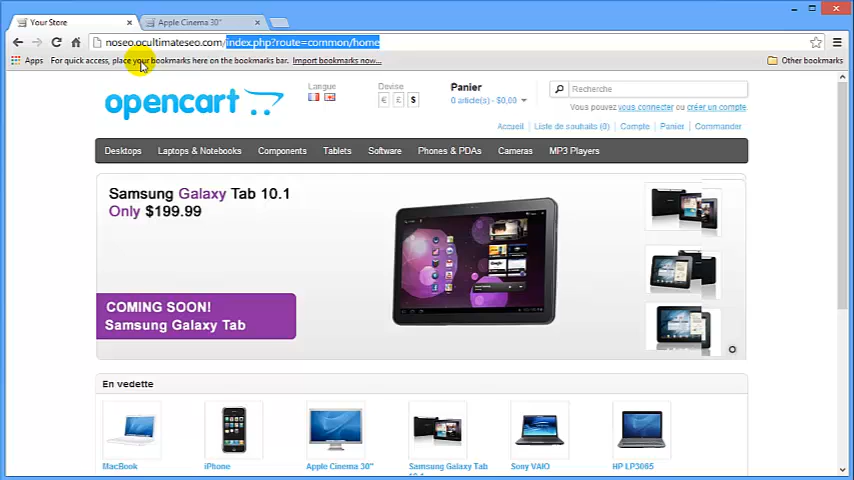 Your Store
Apple Cinema 30"
noseo.ocultimateseo.com/index.php?route=common/home
Apps For quick access, place your bookmarks here on the bookmarks bar. Import bookmarks now... Other bookmarks
opencart
Langue
Devise
€ £ $
Panier
0 article(s) - $0,00
Recherche
Vous pouvez vous connecter ou créer un compte.
Accueil Liste de souhaits (0) Compte Panier Commander
Desktops Laptops & Notebooks Components Tablets Software Phones & PDAs Cameras MP3 Players
Samsung Galaxy Tab 10.1
Only $199.99
COMING SOON!
Samsung Galaxy Tab
En vedette
MacBook iPhone Apple Cinema 30" Samsung Galaxy Tab Sony VAIO HP LP3065
10.1